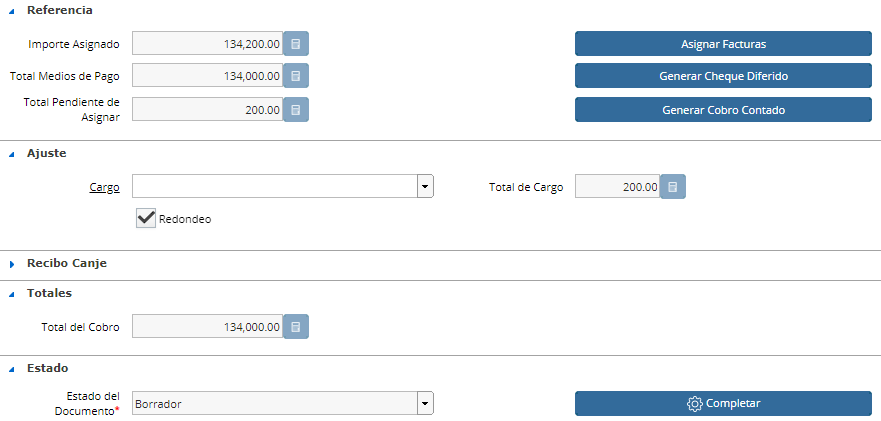 Referencia
Importe Asignado 134,200.00 Asignar Facturas
Total Medios de Pago 134,000.00 Generar Cheque Diferido
Total Pendiente de
Asignar 200.00 Generar Cobro Contado
Ajuste
Cargo Total de Cargo 200.00
Redondeo
Recibo Canje
Totales
Total del Cobro 134,000.00
Estado
Estado del
Documento* Borrador Completar